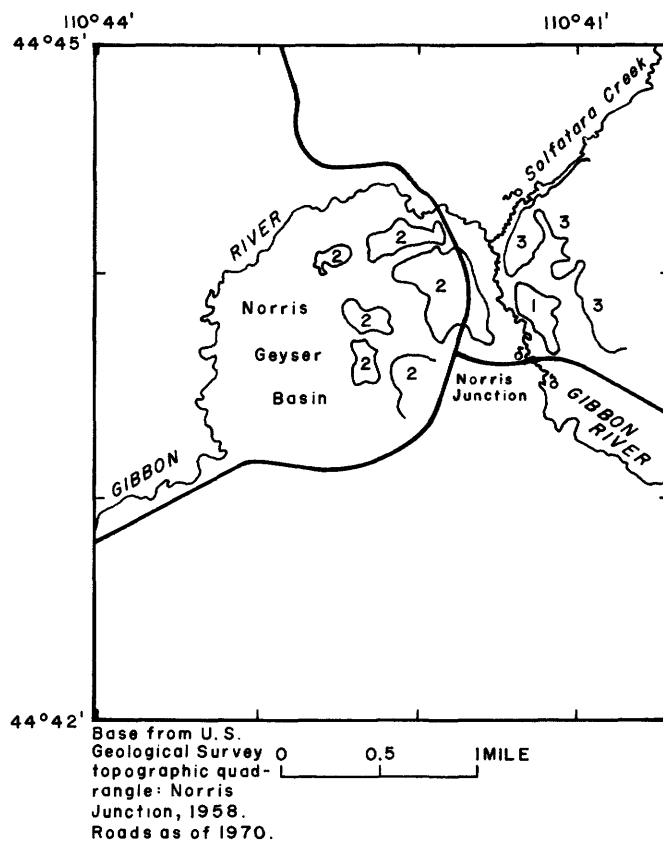 110°44'
110°41'
44°45'
Solfatara Creek
RIVER
3
3
2
2
2
1
3
Norris
2
Geyser
2
2
Basin
Norris
Junction
GIBBON
RIVER
GIBBON
44°42'
Base from U.S.
Geological Survey
topographic quad-
rangle: Norris
Junction, 1958.
Roads as of 1970.
0 0.5 1 MILE